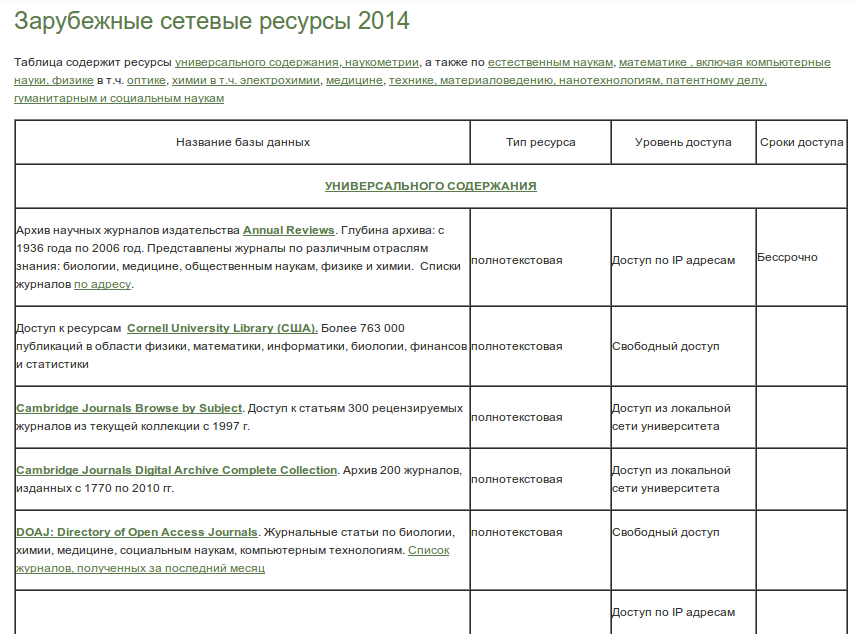 Зарубежные сетевые ресурсы 2014
Таблица содержит ресурсы универсального содержания, наукометрии, а также по естественным наукам, математике , включая компьютерные
науки, физике в т.ч. оптике, химии в т.ч. электрохимии, медицине, технике, материаловедению, нанотехнологиям, патентному делу,
гуманитарным и социальным наукам
Название базы данных
Тип ресурса
Уровень доступа
Сроки доступа
УНИВЕРСАЛЬНОГО СОДЕРЖАНИЯ
Архив научных журналов издательства Annual Reviews. Глубина архива: с
1936 года по 2006 год. Представлены журналы по различным отраслям
знания: биологии, медицине, общественным наукам, физике и химии. Списки
журналов по адресу.
полнотекстовая
Доступ по IP адресам
Бессрочно
Доступ к ресурсам Cornell University Library (США). Более 763 000
публикаций в области физики, математики, информатики, биологии, финансов
и статистики
полнотекстовая
Свободный доступ
Cambridge Journals Browse by Subject. Доступ к статьям 300 рецензируемых
журналов из текущей коллекции с 1997 г.
полнотекстовая
Доступ из локальной
сети университета
Cambridge Journals Digital Archive Complete Collection. Архив 200 журналов,
изданных с 1770 по 2010 гг.
полнотекстовая
Доступ из локальной
сети университета
DOAJ: Directory of Open Access Journals. Журнальные статьи по биологии,
химии, медицине, социальным наукам, компьютерным технологиям. Список
журналов, полученных за последний месяц
полнотекстовая
Свободный доступ
Доступ по IP адресам